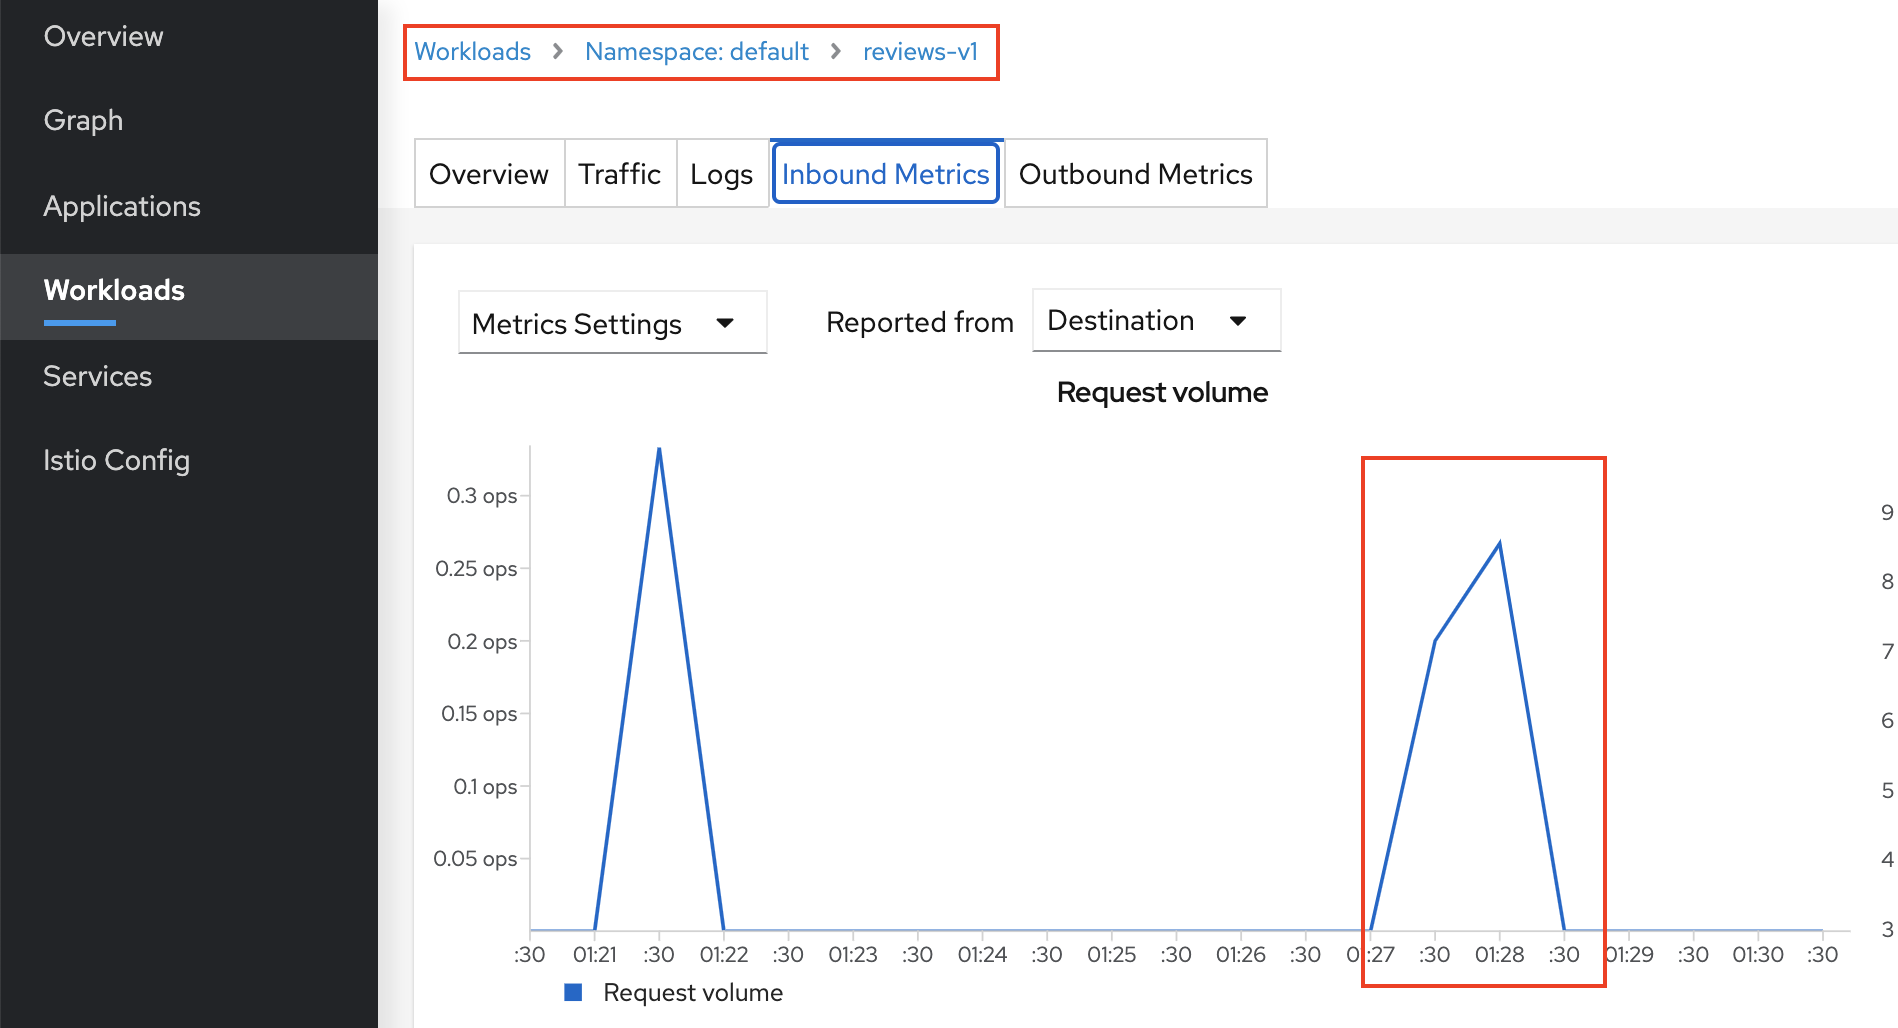 Overview
Graph
Applications
Workloads
Services
Istio Config
Workloads > Namespace: default > reviews-v1
Overview Traffic Logs Inbound Metrics Outbound Metrics
Metrics Settings Reported from Destination
Request volume
0.3 ops
0.25 ops
0.2 ops
0.15 ops
0.1 ops
0.05 ops
:30 01:21 :30 01:22 :30 01:23 :30 01:24 :30 01:25 :30 01:26 :30 01:27 :30 01:28 :30 01:29 :30 01:30 :30
Request volume
9
8
7
6
5
4
3